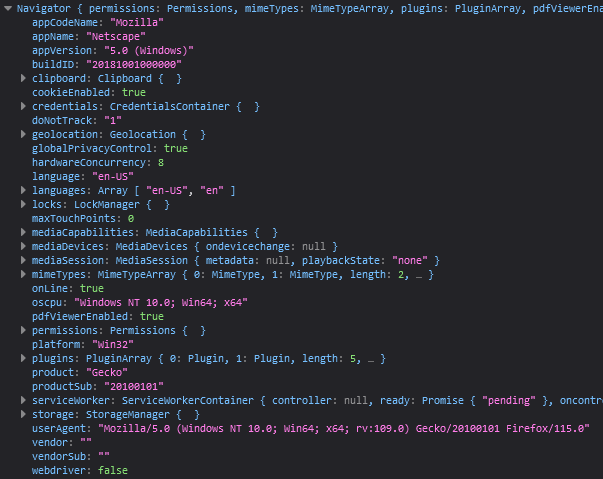 Navigator { permissions: Permissions, mimeTypes: MimeTypeArray, plugins: PluginArray, pdfViewerEna
appCodeName: "Mozilla"
appName: "Netscape"
appVersion: "5.0 (Windows)"
buildID: "20181001000000"
clipboard: Clipboard { }
cookieEnabled: true
credentials: CredentialsContainer { }
doNotTrack: "1"
geolocation: Geolocation { }
globalPrivacyControl: true
hardwareConcurrency: 8
language: "en-US"
languages: Array [ "en-US", "en" ]
locks: LockManager { }
maxTouchPoints: 0
mediaCapabilities: MediaCapabilities { }
mediaDevices: MediaDevices { ondevicechange: null }
mediaSession: MediaSession { metadata: null, playbackState: "none" }
mimeTypes: MimeTypeArray { 0: MimeType, 1: MimeType, length: 2, … }
onLine: true
oscpu: "Windows NT 10.0; Win64; x64"
pdfViewerEnabled: true
permissions: Permissions { }
platform: "Win32"
plugins: PluginArray { 0: Plugin, 1: Plugin, length: 5, … }
product: "Gecko"
productSub: "20100101"
serviceWorker: ServiceWorkerContainer { controller: null, ready: Promise { "pending" }, oncontro
storage: StorageManager { }
userAgent: "Mozilla/5.0 (Windows NT 10.0; Win64; x64; rv:109.0) Gecko/20100101 Firefox/115.0"
vendor: ""
vendorSub: ""
webdriver: false